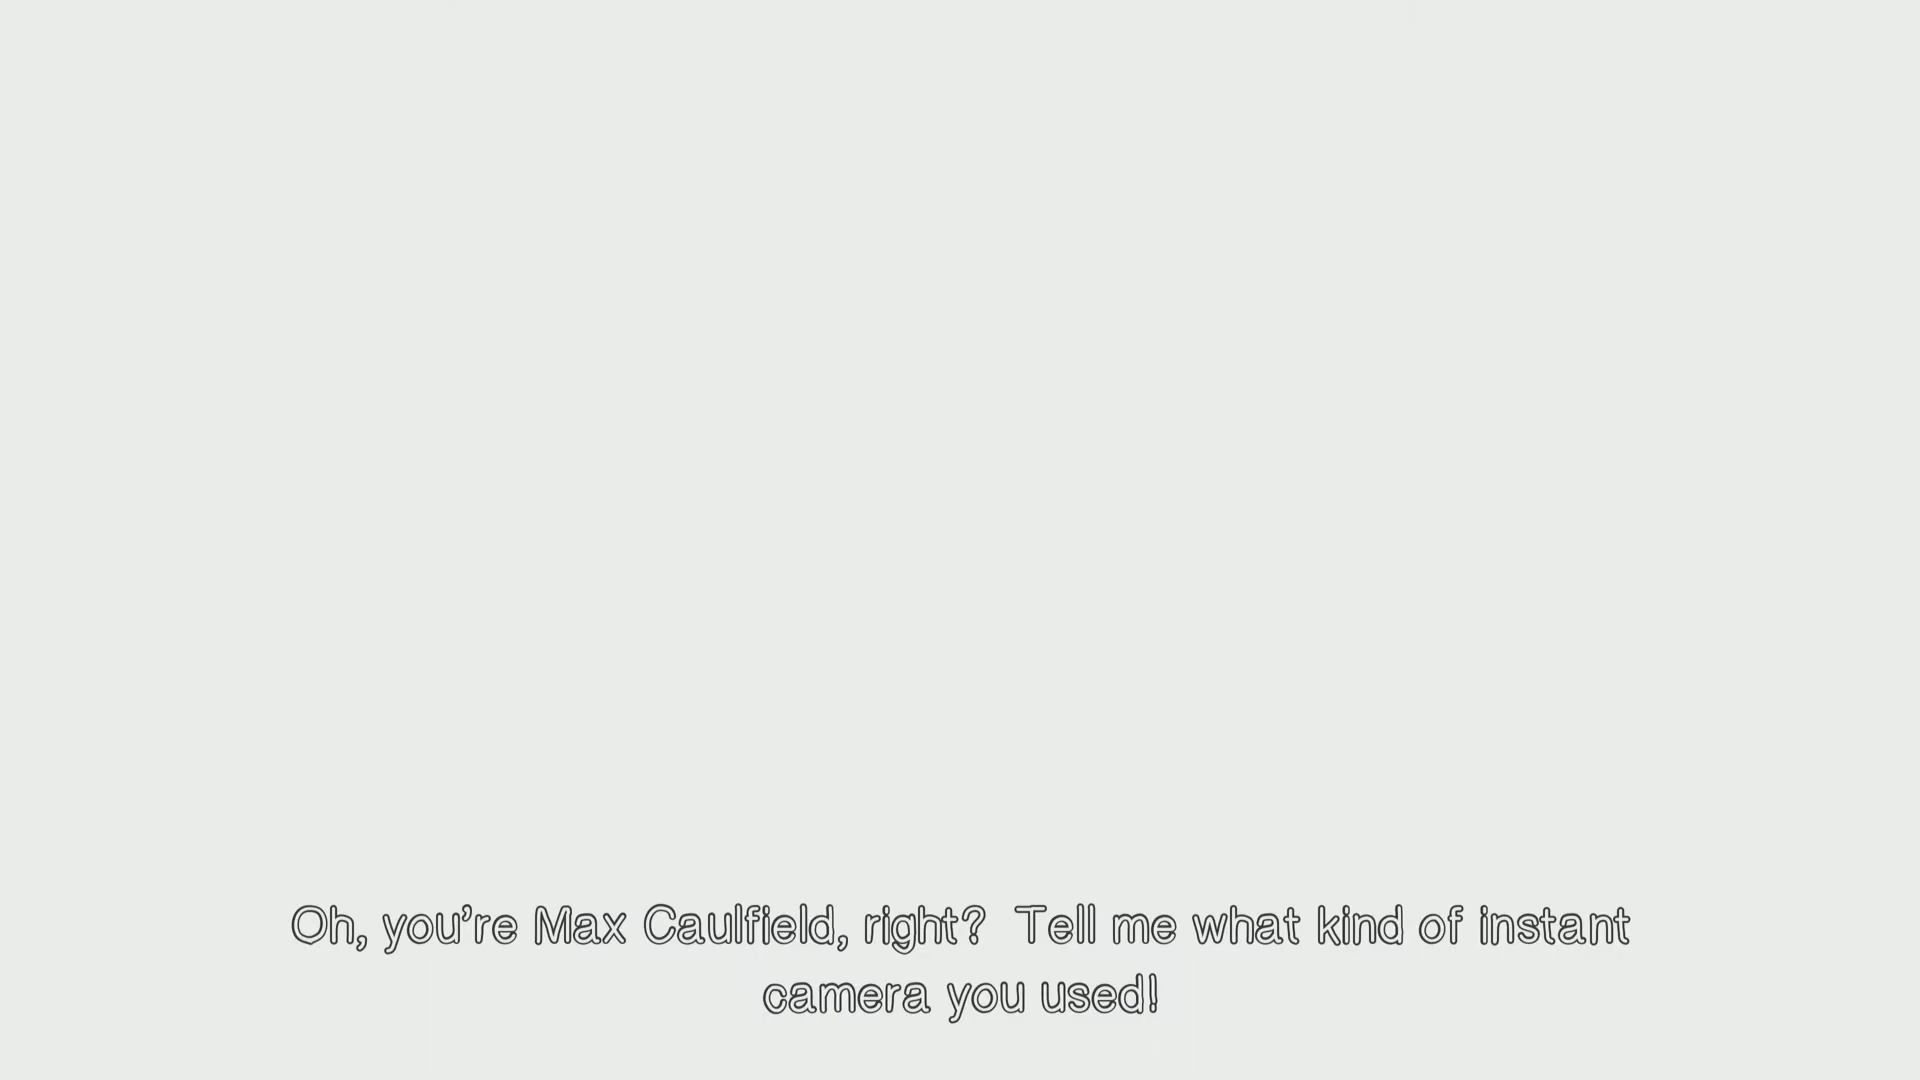 Oh, you’re Max Caulfield, right?  Tell me what kind of instant
camera you used!